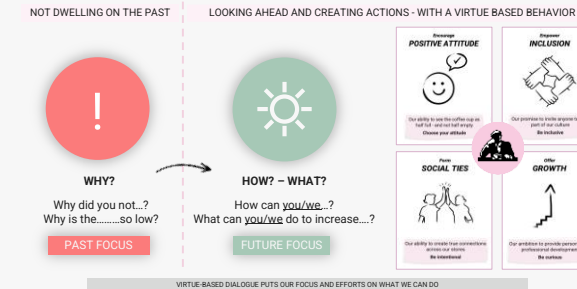 NOT DWELLING ON THE PAST
LOOKING AHEAD AND CREATING ACTIONS - WITH A VIRTUE BASED BEHAVIOR
!
WHY?
Why did you not…?
Why is the………so low?
PAST FOCUS
HOW? – WHAT?
How can you/we…?
What can you/we do to increase….?
FUTURE FOCUS
Encourage
POSITIVE ATTITUDE
Our ability to see the coffee cup as
half full - and not half empty
Choose your attitude
Empower
INCLUSION
Our promise to invite anyone to
part of our culture
Be inclusive
Form
SOCIAL TIES
Our ability to create true connections
across our stores
Be intentional
Offer
GROWTH
Our ambition to provide
professional development
Be curious
VIRTUE-BASED DIALOGUE PUTS OUR FOCUS AND EFFORTS ON WHAT WE CAN DO